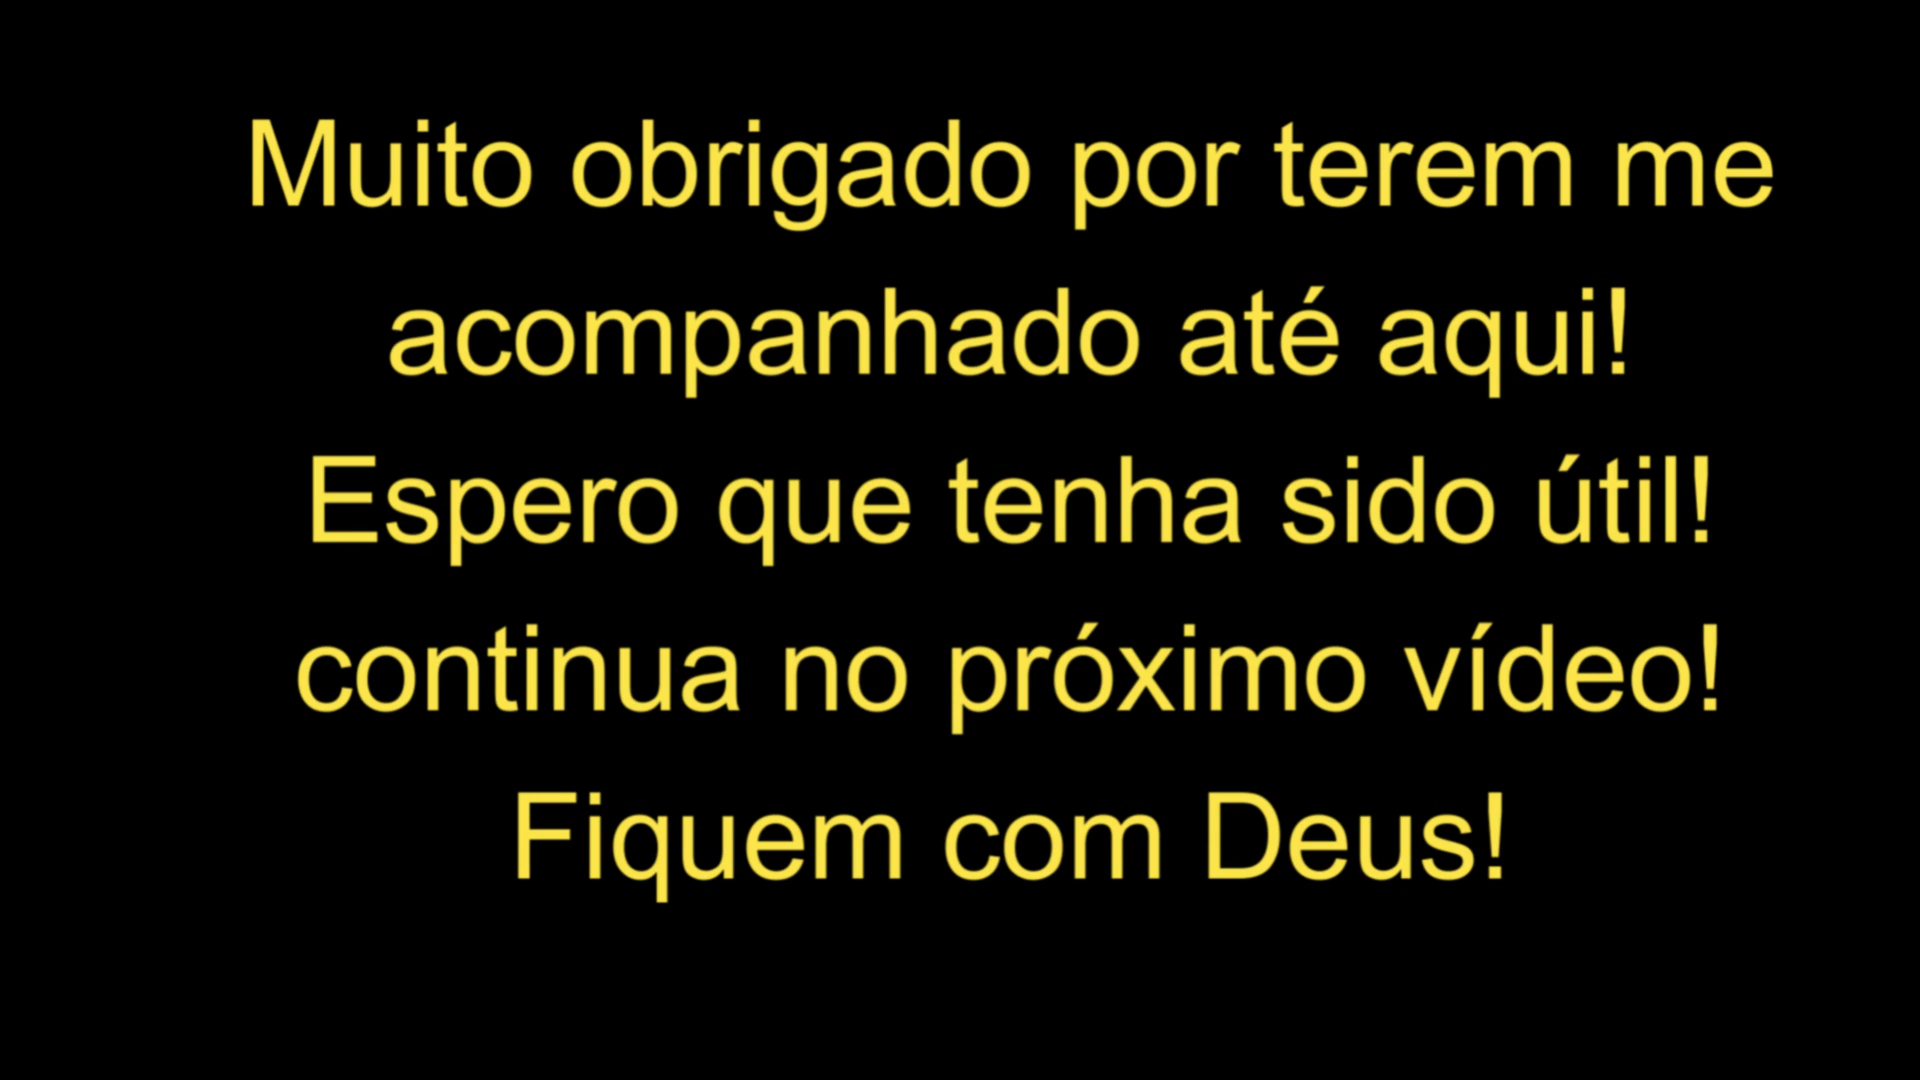 Muito obrigado por terem me
acompanhado até aqui!
Espero que tenha sido útil!
continua no próximo vídeo!
Fiquem com Deus!